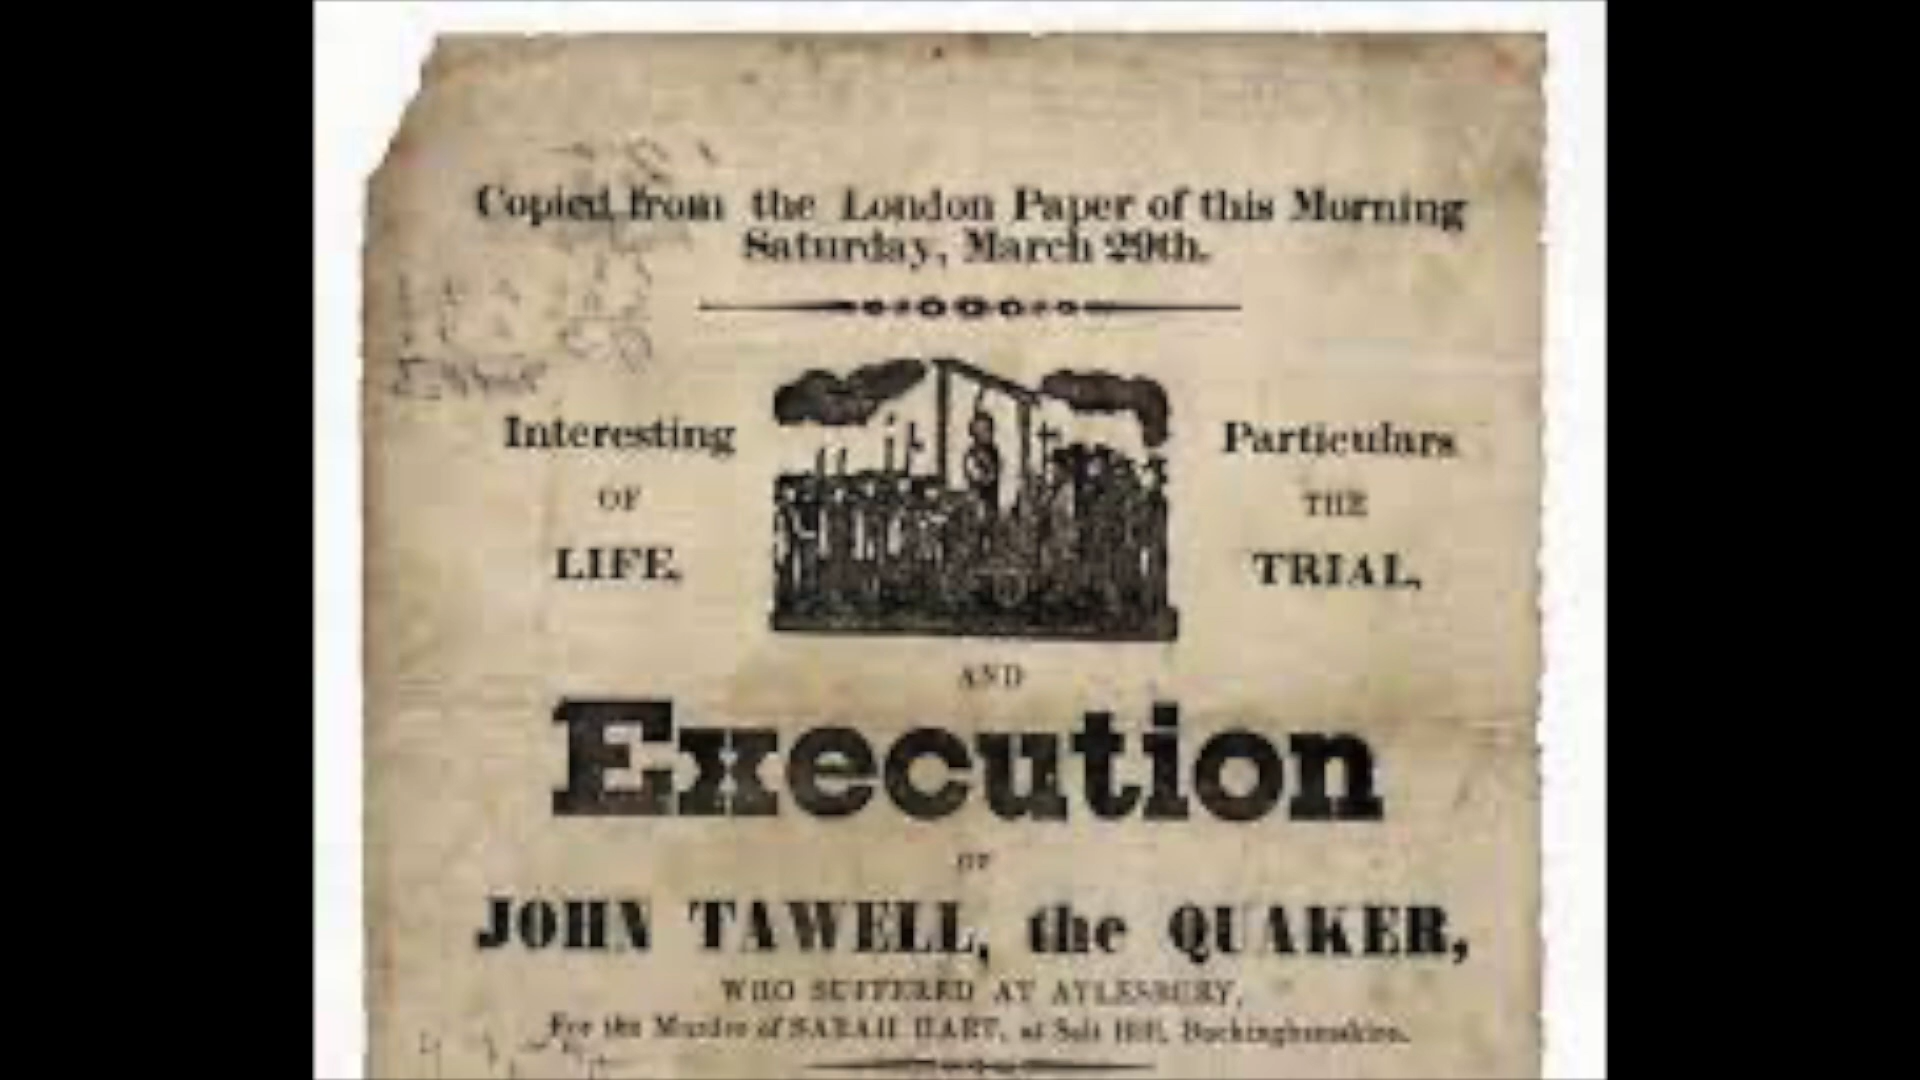 Copied from the London Paper of this Morning
Saturday, March 29th.
Interesting Particulars
OF THE
LIFE, TRIAL,
AND
Execution
OF
JOHN TAWELL, the QUAKER,
WHO SUFFERED AT AYLESBURY,
For the Murder of SARAH HART, at Salt Hill, Buckinghamshire.